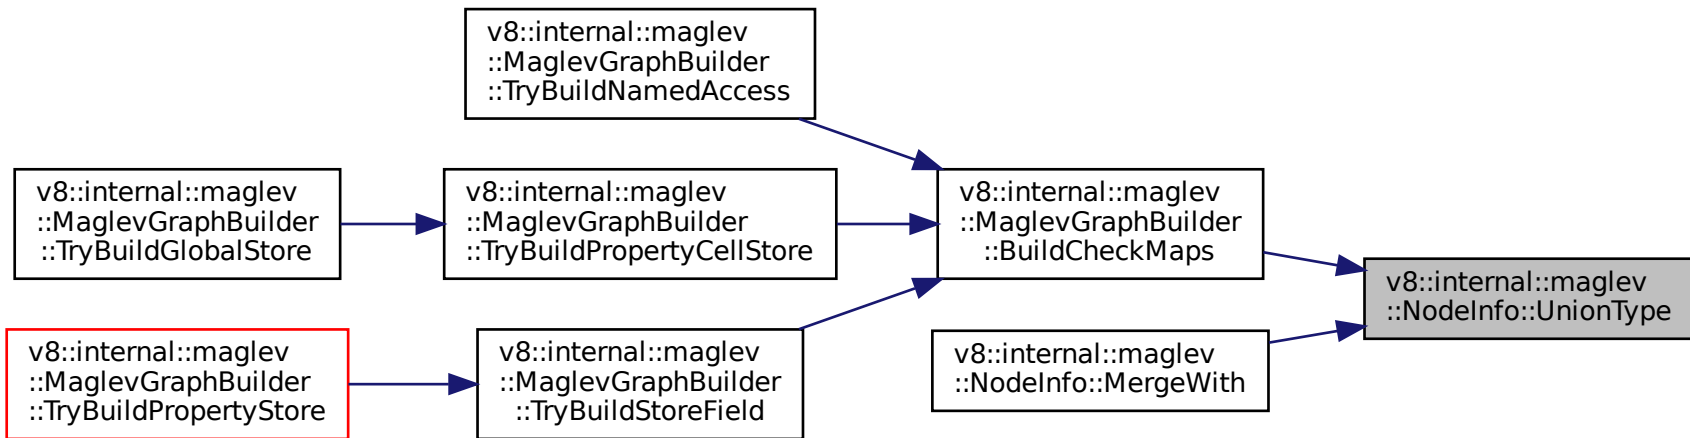 v8::internal::maglev
::MaglevGraphBuilder
::TryBuildNamedAccess
v8::internal::maglev
::MaglevGraphBuilder
::TryBuildGlobalStore
v8::internal::maglev
::MaglevGraphBuilder
::TryBuildPropertyCellStore
v8::internal::maglev
::MaglevGraphBuilder
::BuildCheckMaps
v8::internal::maglev
::NodeInfo::UnionType
v8::internal::maglev
::MaglevGraphBuilder
::TryBuildPropertyStore
v8::internal::maglev
::MaglevGraphBuilder
::TryBuildStoreField
v8::internal::maglev
::NodeInfo::MergeWith